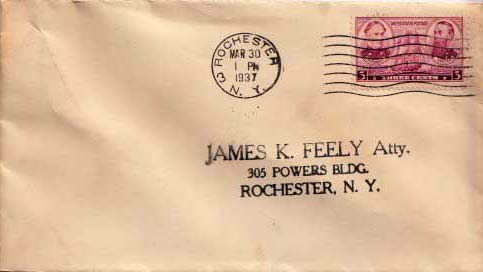 ROCHESTER
MAR 30
1 PM
1937
3 N. Y.
UNITED STATES POSTAGE
3 THREE CENTS 3
JAMES K. FEELY Atty.
305 POWERS BLDG.
ROCHESTER, N. Y.